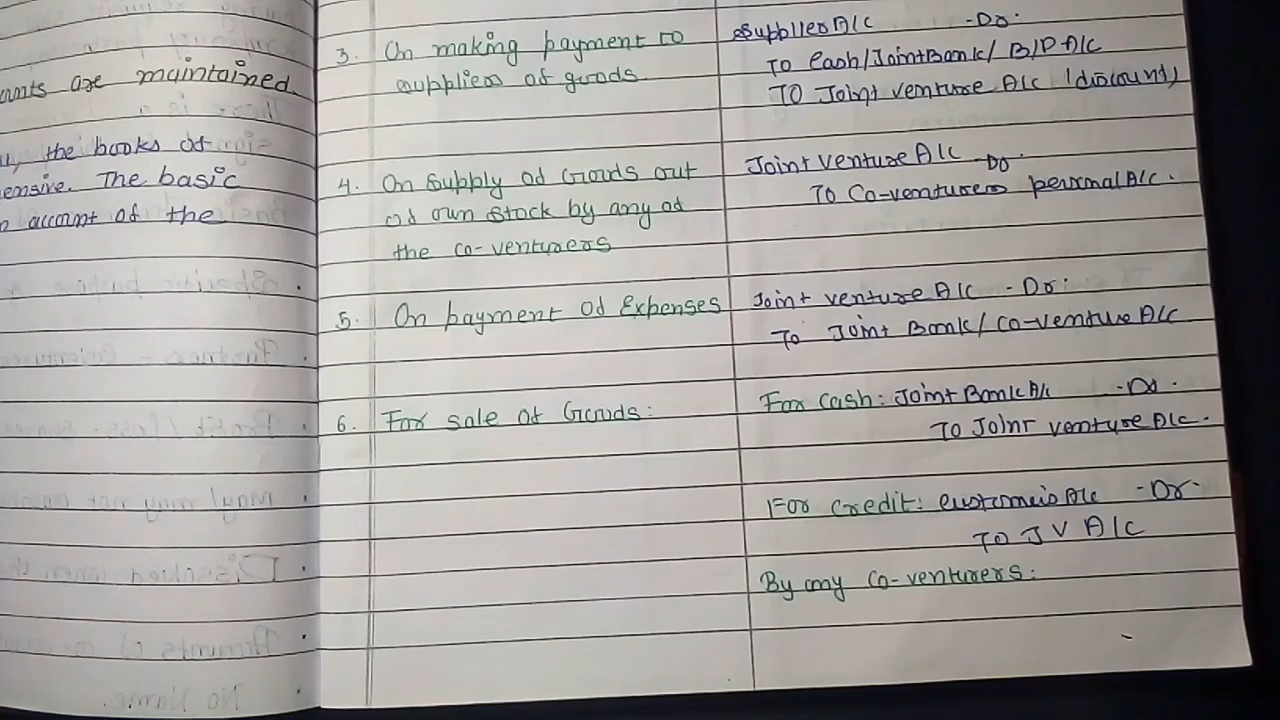 ants are maintained.
the books of
ensive. The basic
account of the
3. On making payment to
supplies of goods
Supplies A/C -Dr.
To Cash/Joint Bank/ B/P A/C
TO Joint venture A/C (discount)
4. On Supply of Goods out
of own stock by any of
the co-venturers
Joint venture A/C -Dr.
To Co-venturers personal A/c.
5. On payment of Expenses
Joint venture A/C - Dr.
To Joint Bank/ co-venture A/C
6. For sale of Goods:
For cash: Joint Bank A/c -Dr.
To Joint venture A/c.
For Credit: customers A/c -Dr.
To J V A/C
By any Co-venturers: